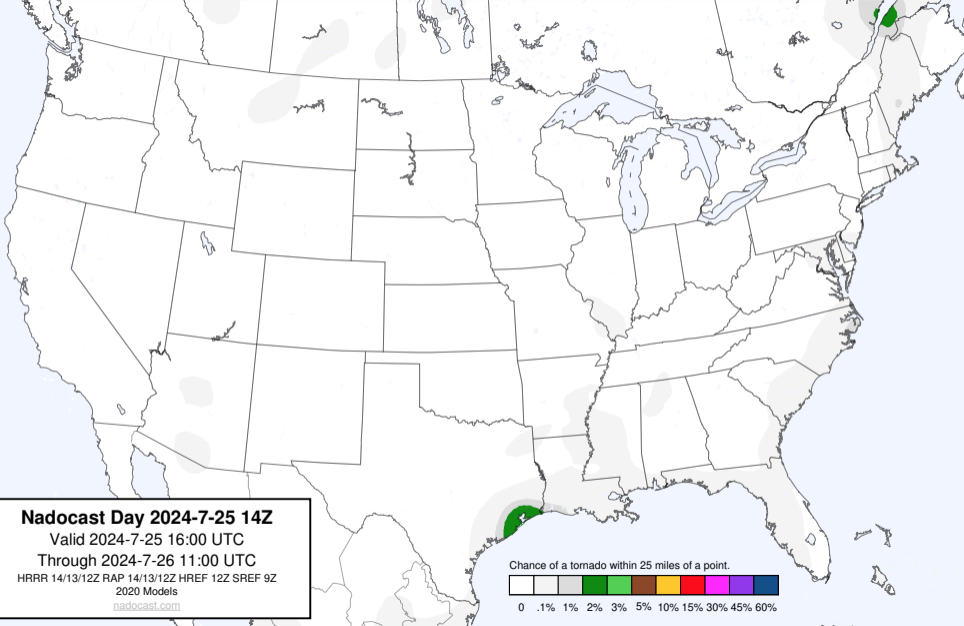 Nadocast Day 2024-7-25 14Z
Valid 2024-7-25 16:00 UTC
Through 2024-7-26 11:00 UTC
HRRR 14/13/12Z RAP 14/13/12Z HREF 12Z SREF 9Z
2020 Models
nadocast.com
Chance of a tornado within 25 miles of a point.
0 .1% 1% 2% 3% 5% 10% 15% 30% 45% 60%